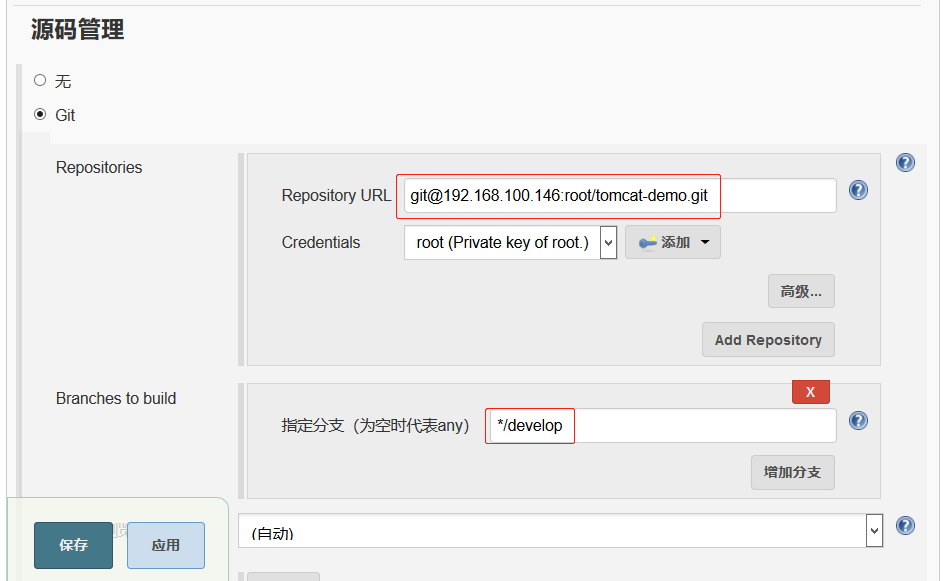 源码管理
无
Git
Repositories
Repository URL git@192.168.100.146:root/tomcat-demo.git
Credentials root (Private key of root.) 添加
高级...
Add Repository
Branches to build
X
指定分支（为空时代表any） */develop
增加分支
(自动)
保存 应用